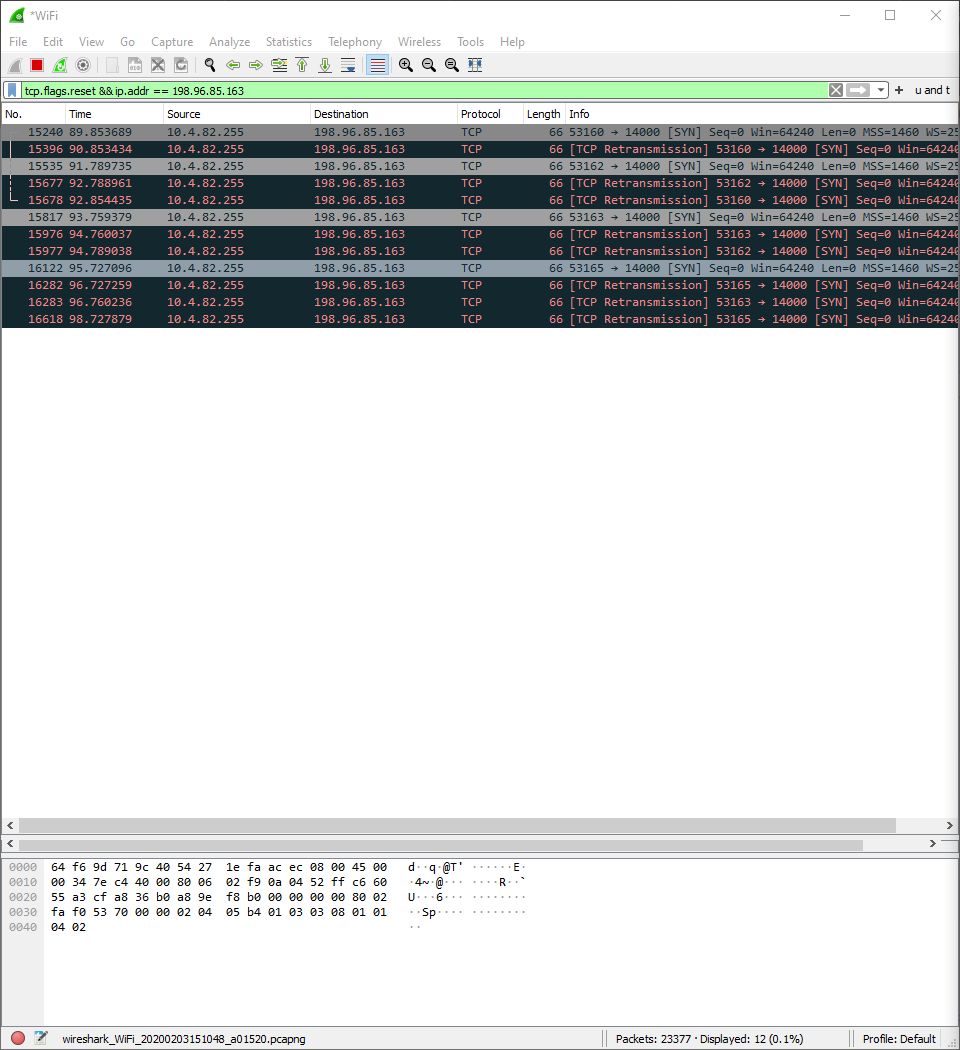 *WiFi
File Edit View Go Capture Analyze Statistics Telephony Wireless Tools Help
tcp.flags.reset && ip.addr == 198.96.85.163 + u and t
No. Time Source Destination Protocol Length Info
15240 89.853689 10.4.82.255 198.96.85.163 TCP 66 53160 → 14000 [SYN] Seq=0 Win=64240 Len=0 MSS=1460 WS=25
15396 90.853434 10.4.82.255 198.96.85.163 TCP 66 [TCP Retransmission] 53160 → 14000 [SYN] Seq=0 Win=6424
15535 91.789735 10.4.82.255 198.96.85.163 TCP 66 53162 → 14000 [SYN] Seq=0 Win=64240 Len=0 MSS=1460 WS=25
15677 92.788961 10.4.82.255 198.96.85.163 TCP 66 [TCP Retransmission] 53162 → 14000 [SYN] Seq=0 Win=6424
15678 92.854435 10.4.82.255 198.96.85.163 TCP 66 [TCP Retransmission] 53160 → 14000 [SYN] Seq=0 Win=6424
15817 93.759379 10.4.82.255 198.96.85.163 TCP 66 53163 → 14000 [SYN] Seq=0 Win=64240 Len=0 MSS=1460 WS=25
15976 94.760037 10.4.82.255 198.96.85.163 TCP 66 [TCP Retransmission] 53163 → 14000 [SYN] Seq=0 Win=6424
15977 94.789038 10.4.82.255 198.96.85.163 TCP 66 [TCP Retransmission] 53162 → 14000 [SYN] Seq=0 Win=6424
16122 95.727096 10.4.82.255 198.96.85.163 TCP 66 53165 → 14000 [SYN] Seq=0 Win=64240 Len=0 MSS=1460 WS=25
16282 96.727259 10.4.82.255 198.96.85.163 TCP 66 [TCP Retransmission] 53165 → 14000 [SYN] Seq=0 Win=6424
16283 96.760236 10.4.82.255 198.96.85.163 TCP 66 [TCP Retransmission] 53163 → 14000 [SYN] Seq=0 Win=6424
16618 98.727879 10.4.82.255 198.96.85.163 TCP 66 [TCP Retransmission] 53165 → 14000 [SYN] Seq=0 Win=6424
0000 64 f6 9d 71 9c 40 54 27 1e fa ac ec 08 00 45 00 d··q·@T' ······E·
0010 00 34 7e c4 40 00 80 06 02 f9 0a 04 52 ff c6 60 ·4~·@··· ····R··`
0020 55 a3 cf a8 36 b0 a8 9e f8 b0 00 00 00 00 80 02 U···6··· ········
0030 fa f0 53 70 00 00 02 04 05 b4 01 03 03 08 01 01 ··Sp···· ········
0040 04 02 ··
wireshark_WiFi_20200203151048_a01520.pcapng Packets: 23377 · Displayed: 12 (0.1%) Profile: Default